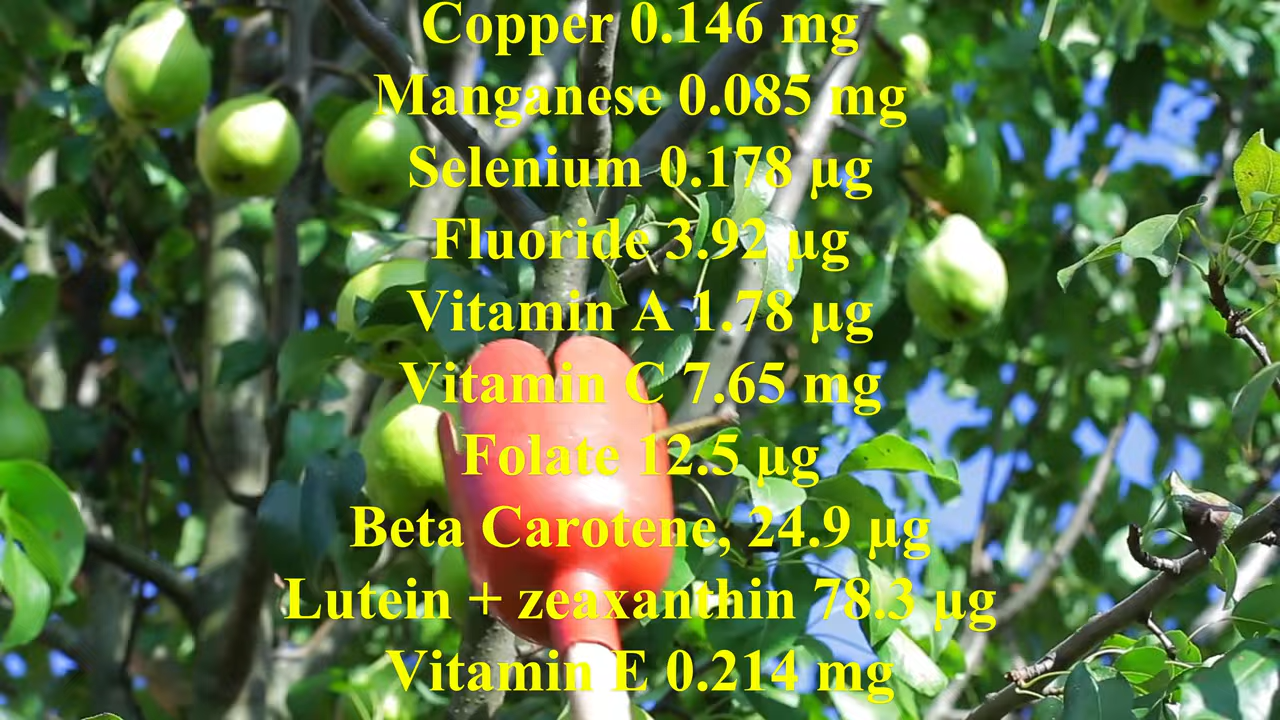 Copper 0.146 mg
Manganese 0.085 mg
Selenium 0.178 µg
Fluoride 3.92 µg
Vitamin A 1.78 µg
Vitamin C 7.65 mg
Folate 12.5 µg
Beta Carotene, 24.9 µg
Lutein + zeaxanthin 78.3 µg
Vitamin E 0.214 mg